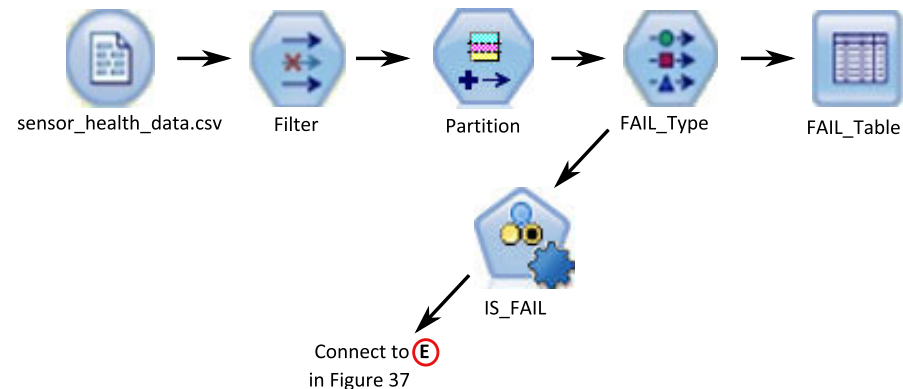 sensor_health_data.csv
Filter
Partition
FAIL_Type
FAIL_Table
IS_FAIL
Connect to E
in Figure 37